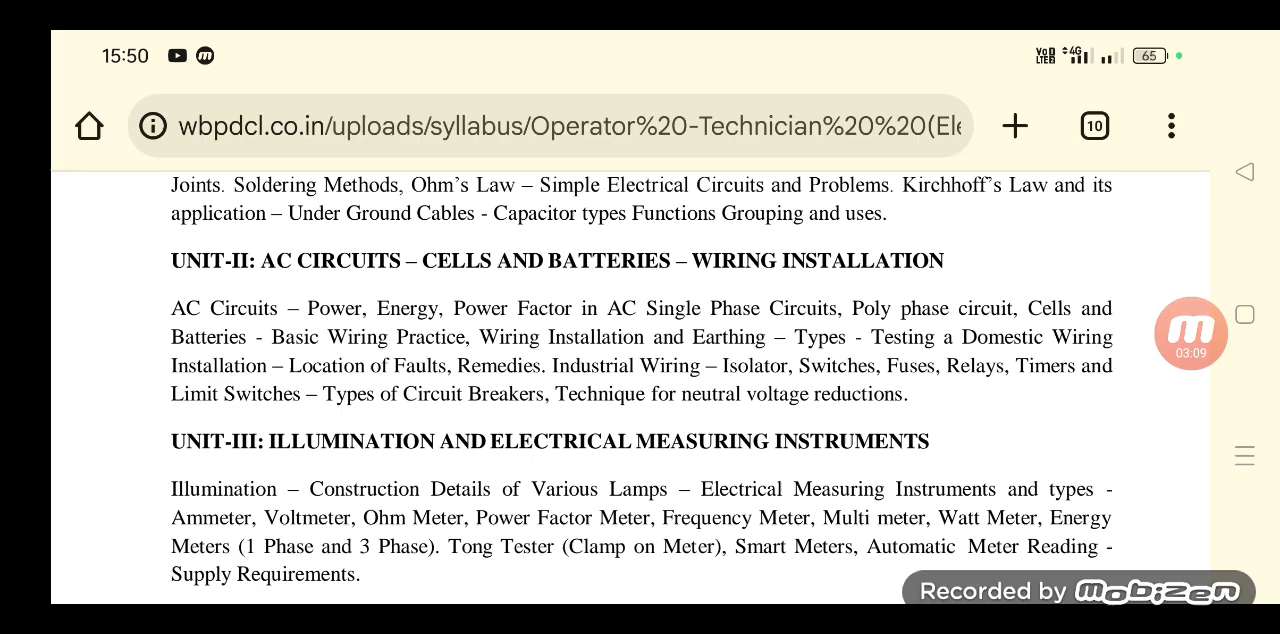 15:50
VoD LTE2 4G 65
wbpdcl.co.in/uploads/syllabus/Operator%20-Technician%20%20(Ele
10
Joints. Soldering Methods, Ohm's Law – Simple Electrical Circuits and Problems. Kirchhoff's Law and its
application – Under Ground Cables - Capacitor types Functions Grouping and uses.
UNIT-II: AC CIRCUITS – CELLS AND BATTERIES – WIRING INSTALLATION
AC Circuits – Power, Energy, Power Factor in AC Single Phase Circuits, Poly phase circuit, Cells and
Batteries - Basic Wiring Practice, Wiring Installation and Earthing – Types - Testing a Domestic Wiring
Installation – Location of Faults, Remedies. Industrial Wiring – Isolator, Switches, Fuses, Relays, Timers and
Limit Switches – Types of Circuit Breakers, Technique for neutral voltage reductions.
03:09
UNIT-III: ILLUMINATION AND ELECTRICAL MEASURING INSTRUMENTS
Illumination – Construction Details of Various Lamps – Electrical Measuring Instruments and types -
Ammeter, Voltmeter, Ohm Meter, Power Factor Meter, Frequency Meter, Multi meter, Watt Meter, Energy
Meters (1 Phase and 3 Phase). Tong Tester (Clamp on Meter), Smart Meters, Automatic Meter Reading -
Supply Requirements.
Recorded by mobizen